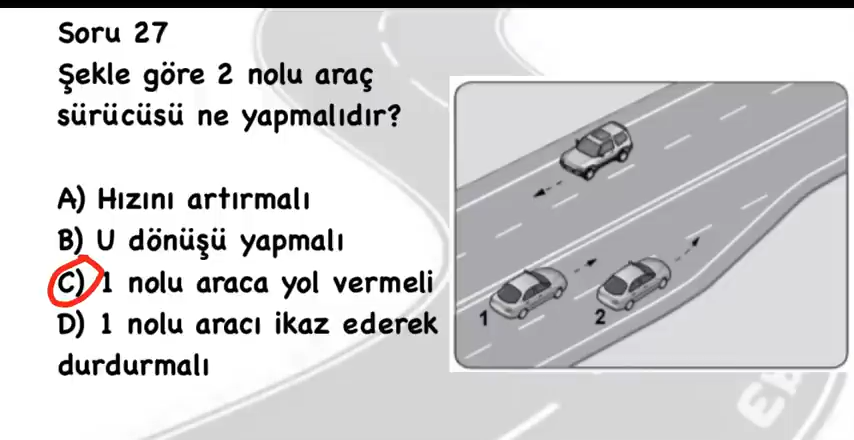 Soru 27
Şekle göre 2 nolu araç
sürücüsü ne yapmalıdır?
A) Hızını artırmalı
B) U dönüşü yapmalı
C) 1 nolu araca yol vermeli
D) 1 nolu aracı ikaz ederek
durdurmalı
1
2